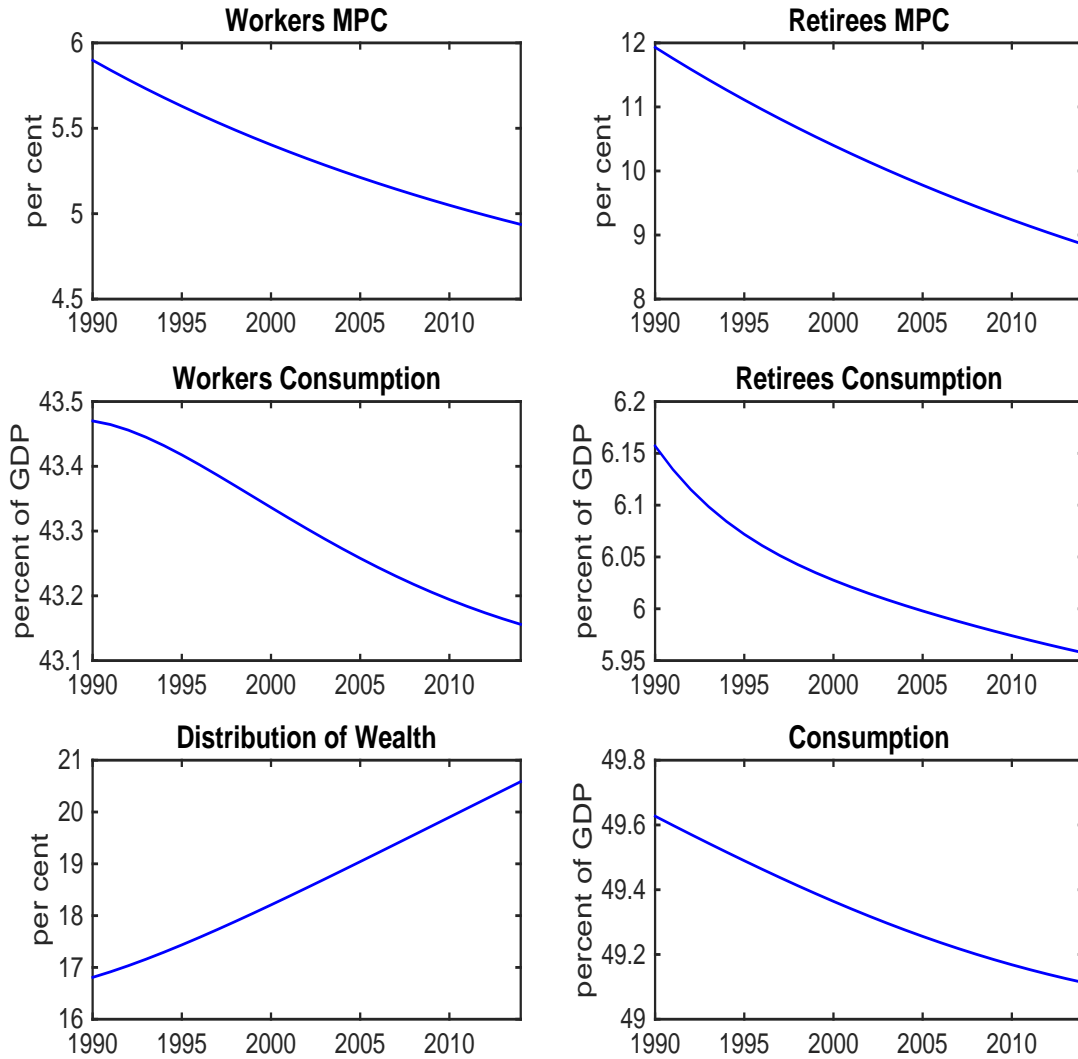 Workers MPC
per cent
6
5.5
5
4.5
1990 1995 2000 2005 2010
Retirees MPC
per cent
12
11
10
9
8
1990 1995 2000 2005 2010
Workers Consumption
percent of GDP
43.5
43.4
43.3
43.2
43.1
1990 1995 2000 2005 2010
Retirees Consumption
percent of GDP
6.2
6.15
6.1
6.05
6
5.95
1990 1995 2000 2005 2010
Distribution of Wealth
per cent
21
20
19
18
17
16
1990 1995 2000 2005 2010
Consumption
percent of GDP
49.8
49.6
49.4
49.2
49
1990 1995 2000 2005 2010